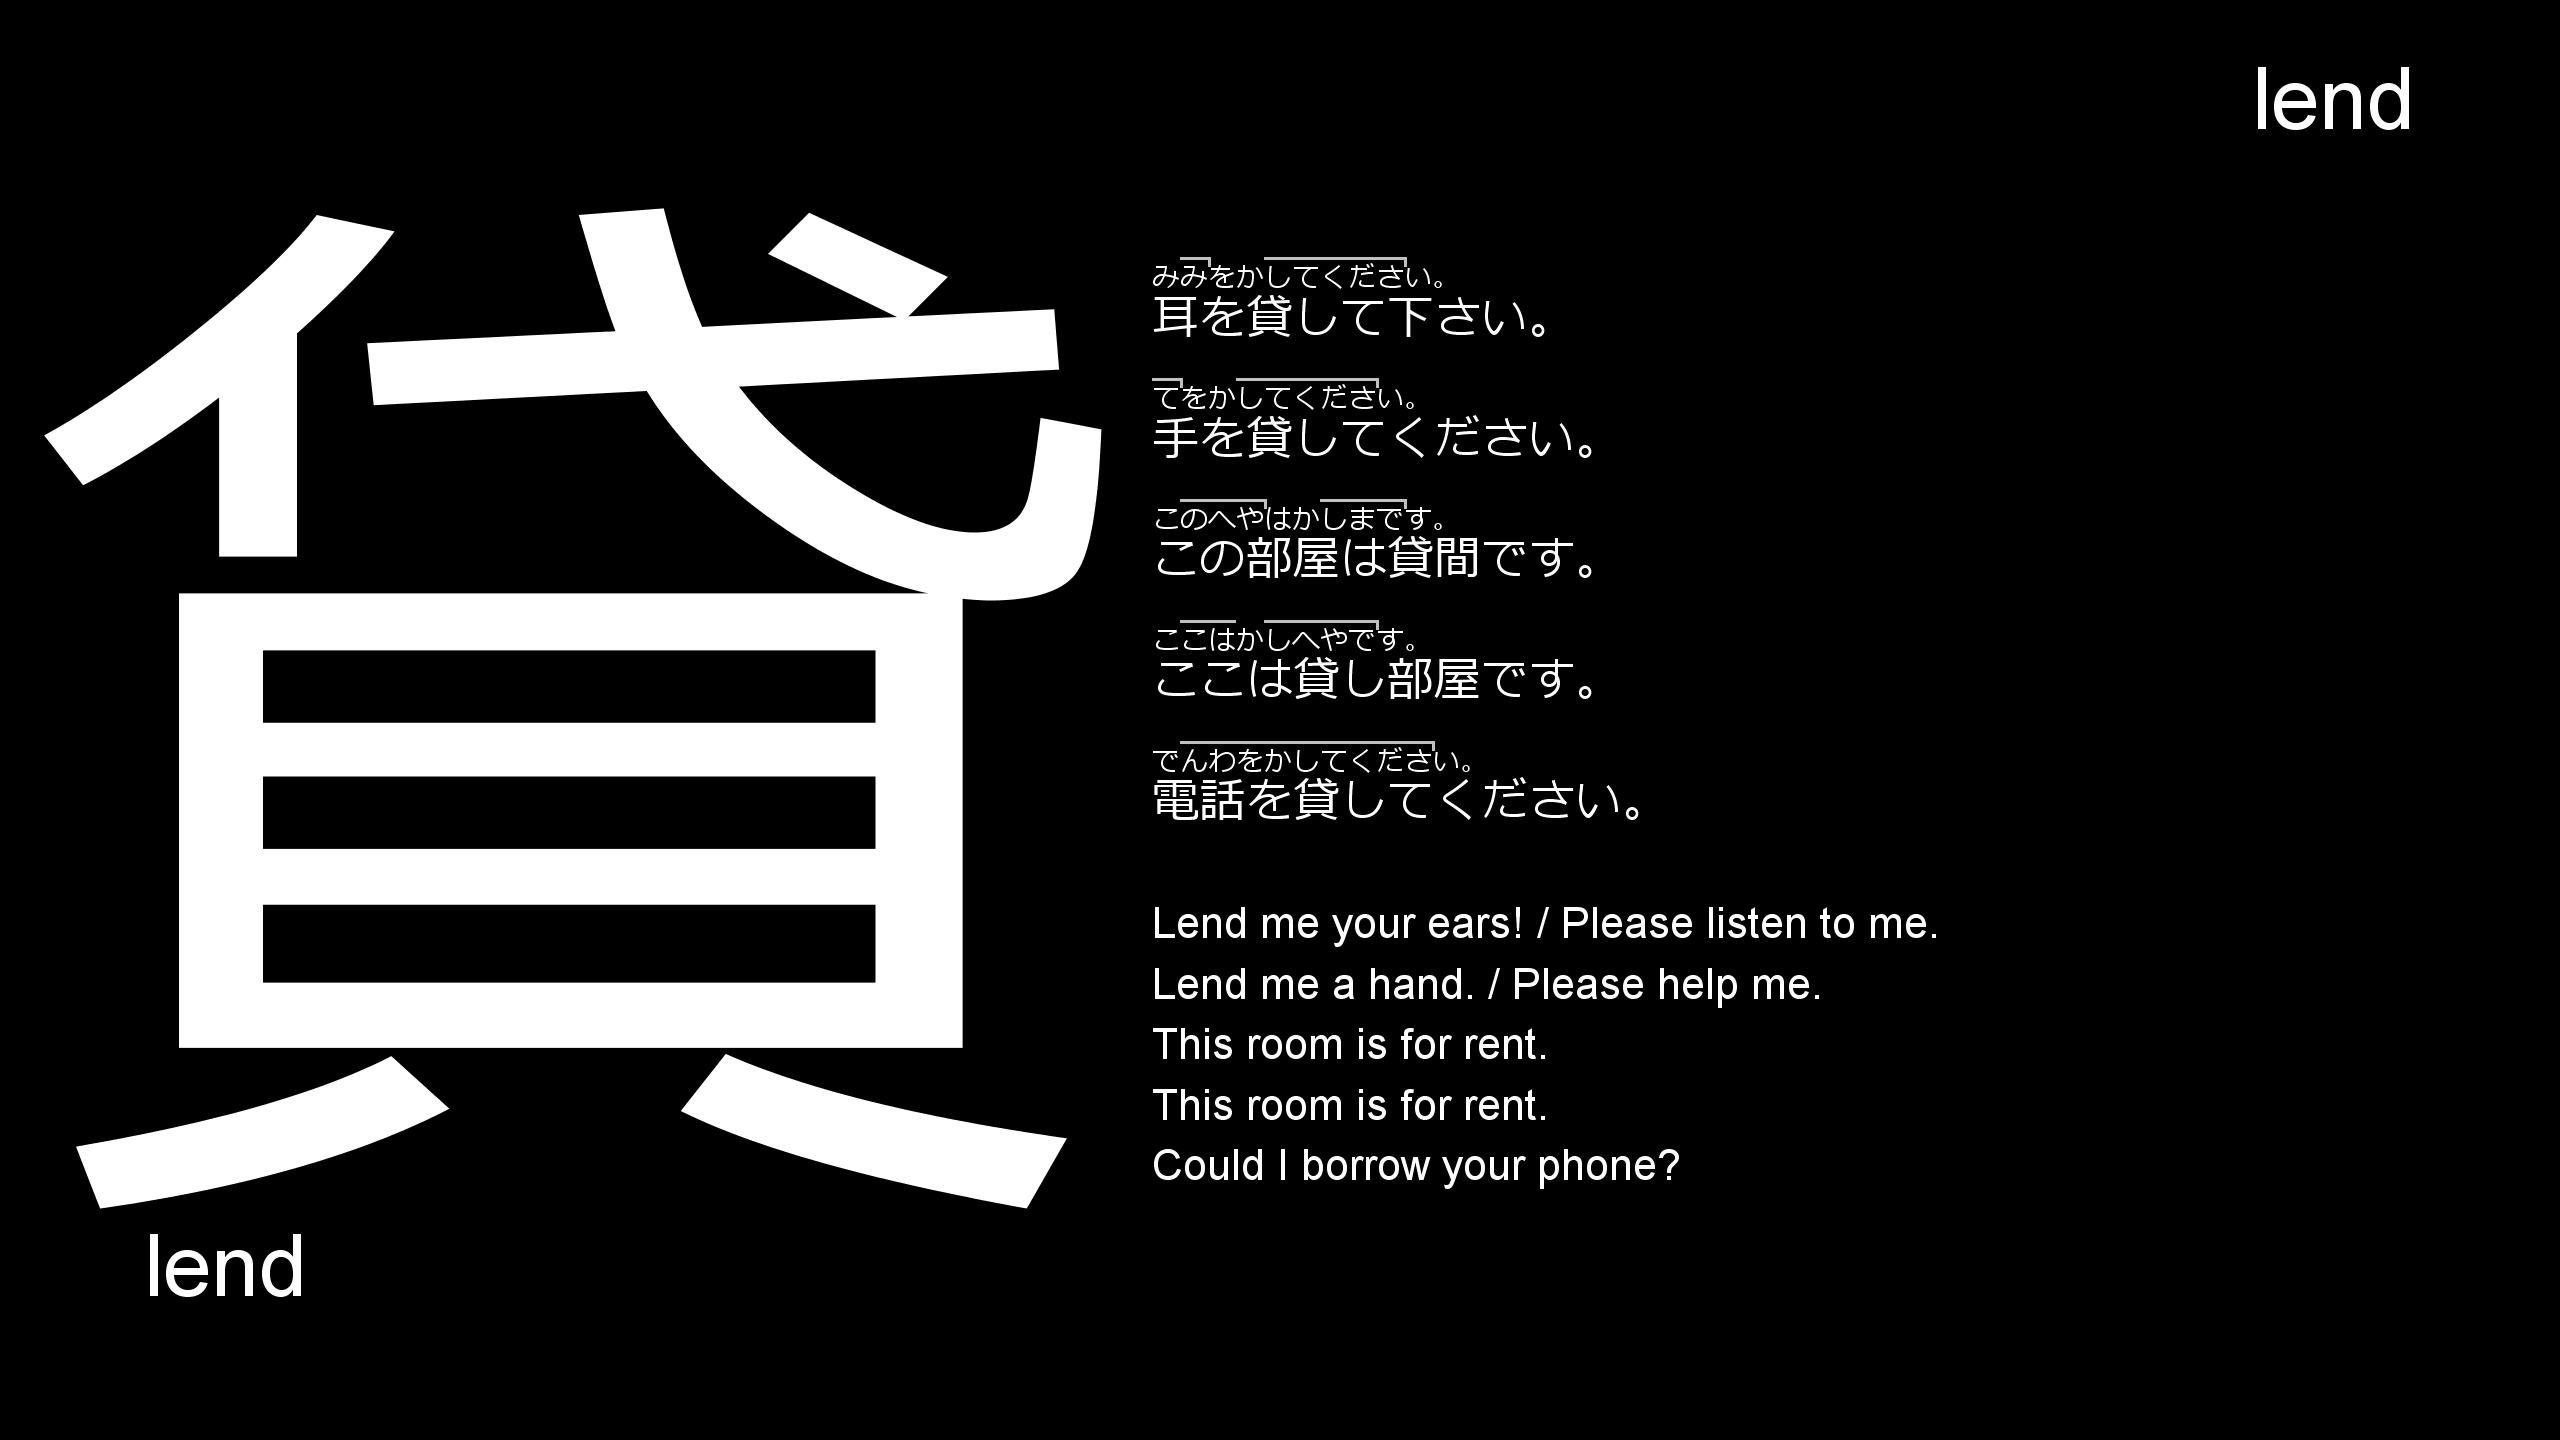 lend
貸
みみをかしてください。
耳を貸して下さい。
てをかしてください。
手を貸してください。
このへやはかしまです。
この部屋は貸間です。
ここはかしへやです。
ここは貸し部屋です。
でんわをかしてください。
電話を貸してください。
Lend me your ears! / Please listen to me.
Lend me a hand. / Please help me.
This room is for rent.
This room is for rent.
Could I borrow your phone?
lend